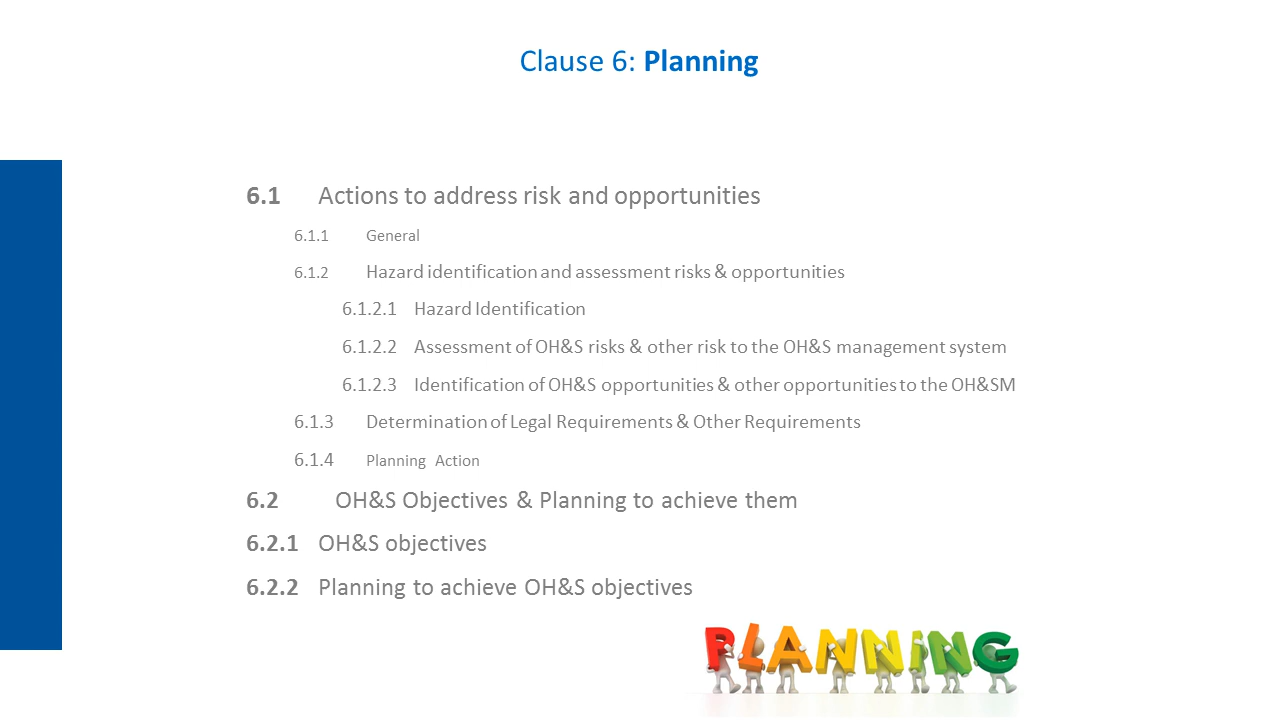 Clause 6: Planning
6.1 Actions to address risk and opportunities
6.1.1 General
6.1.2 Hazard identification and assessment risks & opportunities
6.1.2.1 Hazard Identification
6.1.2.2 Assessment of OH&S risks & other risk to the OH&S management system
6.1.2.3 Identification of OH&S opportunities & other opportunities to the OH&SM
6.1.3 Determination of Legal Requirements & Other Requirements
6.1.4 Planning Action
6.2 OH&S Objectives & Planning to achieve them
6.2.1 OH&S objectives
6.2.2 Planning to achieve OH&S objectives
PLANNING